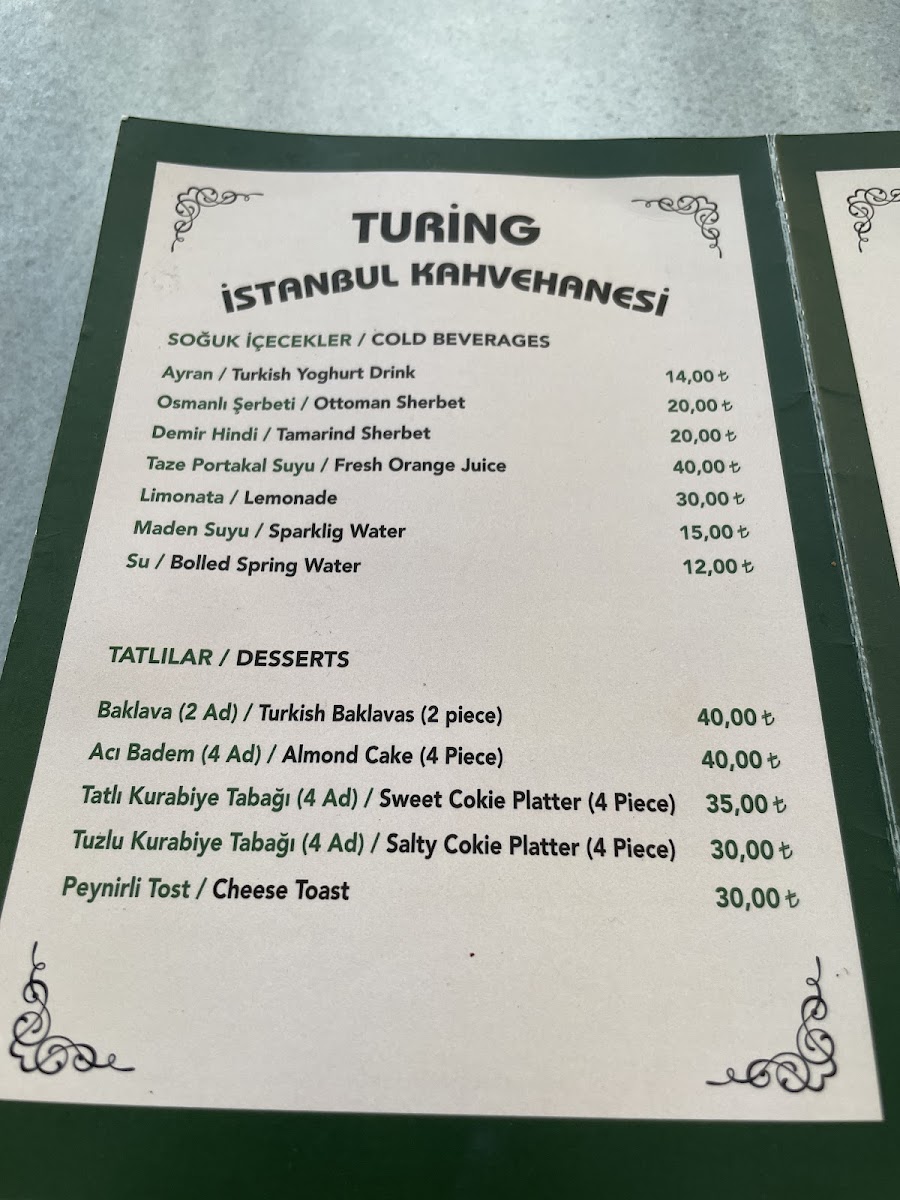 TURİNG
İSTANBUL KAHVEHANESİ
SOĞUK İÇECEKLER / COLD BEVERAGES
Ayran / Turkish Yoghurt Drink 14,00 ₺
Osmanlı Şerbeti / Ottoman Sherbet 20,00 ₺
Demir Hindi / Tamarind Sherbet 20,00 ₺
Taze Portakal Suyu / Fresh Orange Juice 40,00 ₺
Limonata / Lemonade 30,00 ₺
Maden Suyu / Sparklig Water 15,00 ₺
Su / Bolled Spring Water 12,00 ₺
TATLILAR / DESSERTS
Baklava (2 Ad) / Turkish Baklavas (2 piece) 40,00 ₺
Acı Badem (4 Ad) / Almond Cake (4 Piece) 40,00 ₺
Tatlı Kurabiye Tabağı (4 Ad) / Sweet Cokie Platter (4 Piece) 35,00 ₺
Tuzlu Kurabiye Tabağı (4 Ad) / Salty Cokie Platter (4 Piece) 30,00 ₺
Peynirli Tost / Cheese Toast 30,00 ₺